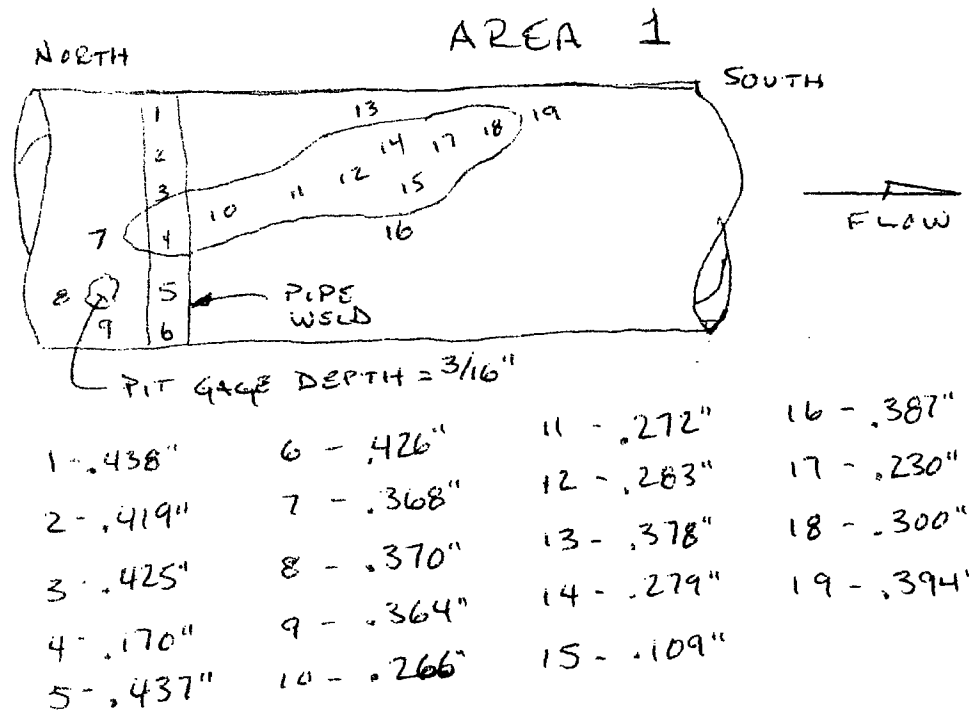 AREA 1
NORTH
SOUTH
1
13
19
2
14
17
18
3
11
12
15
10
7
4
16
FLOW
8
5
PIPE
WELD
9
6
PIT GAGE DEPTH = 3/16"
1 - .438"
6 - .426"
11 - .272"
16 - .387"
2 - .419"
7 - .368"
12 - .283"
17 - .230"
3 - .425"
8 - .370"
13 - .378"
18 - .300"
4 - .170"
9 - .364"
14 - .279"
19 - .394"
5 - .437"
10 - .266"
15 - .109"